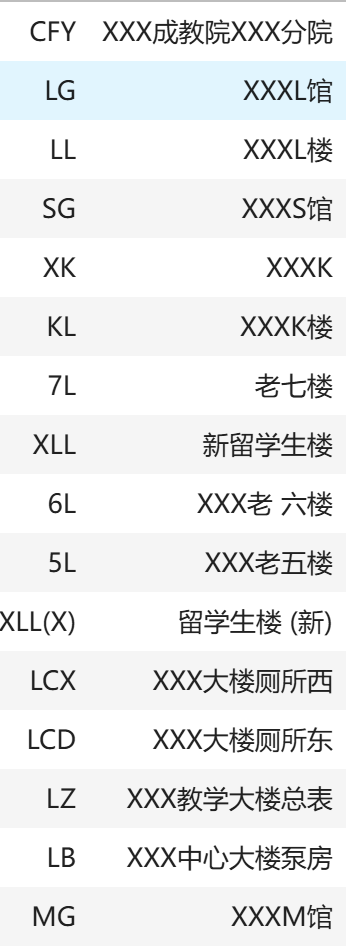 CFY XXX成教院XXX分院
LG XXXL馆
LL XXXL楼
SG XXXS馆
XK XXXK
KL XXXK楼
7L 老七楼
XLL 新留学生楼
6L XXX老 六楼
5L XXX老五楼
XLL(X) 留学生楼 (新)
LCX XXX大楼厕所西
LCD XXX大楼厕所东
LZ XXX教学大楼总表
LB XXX中心大楼泵房
MG XXXM馆